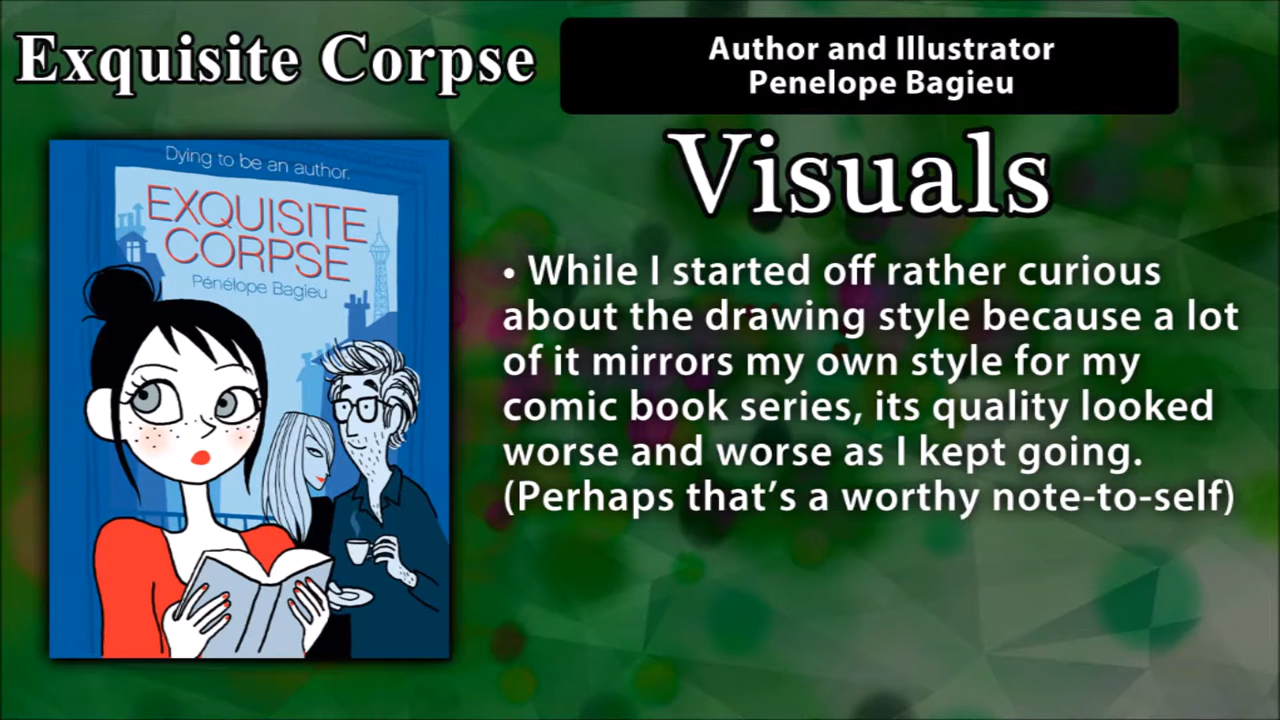 Exquisite Corpse
Author and Illustrator
Penelope Bagieu
Visuals
Dying to be an author.
EXQUISITE
CORPSE
Pénélope Bagieu
• While I started off rather curious
about the drawing style because a lot
of it mirrors my own style for my
comic book series, its quality looked
worse and worse as I kept going.
(Perhaps that’s a worthy note-to-self)